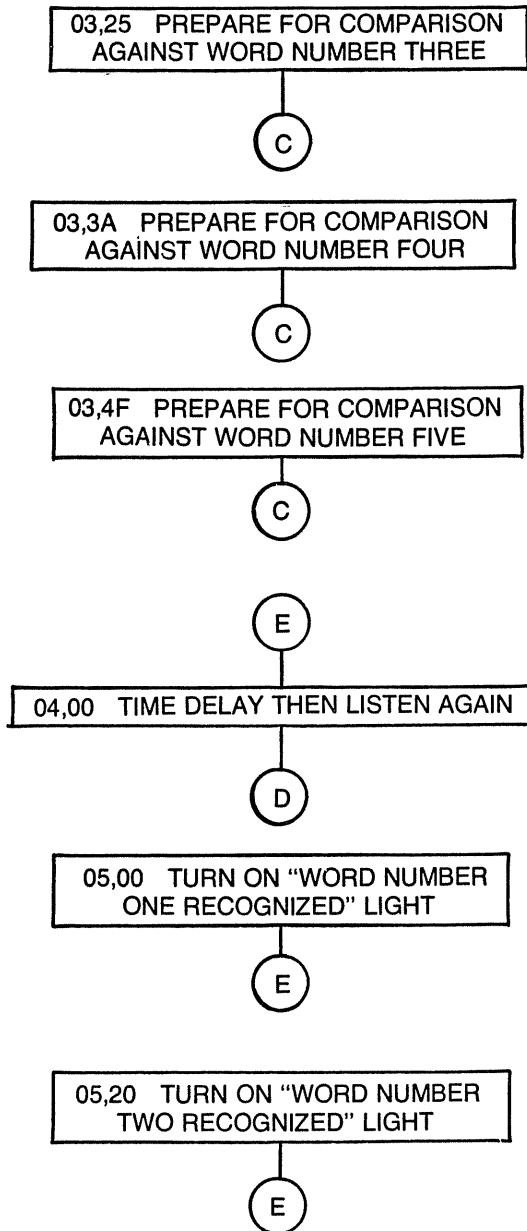 03,25 PREPARE FOR COMPARISON
AGAINST WORD NUMBER THREE
C
03,3A PREPARE FOR COMPARISON
AGAINST WORD NUMBER FOUR
C
03,4F PREPARE FOR COMPARISON
AGAINST WORD NUMBER FIVE
C
E
04,00 TIME DELAY THEN LISTEN AGAIN
D
05,00 TURN ON “WORD NUMBER
ONE RECOGNIZED” LIGHT
E
05,20 TURN ON “WORD NUMBER
TWO RECOGNIZED” LIGHT
E